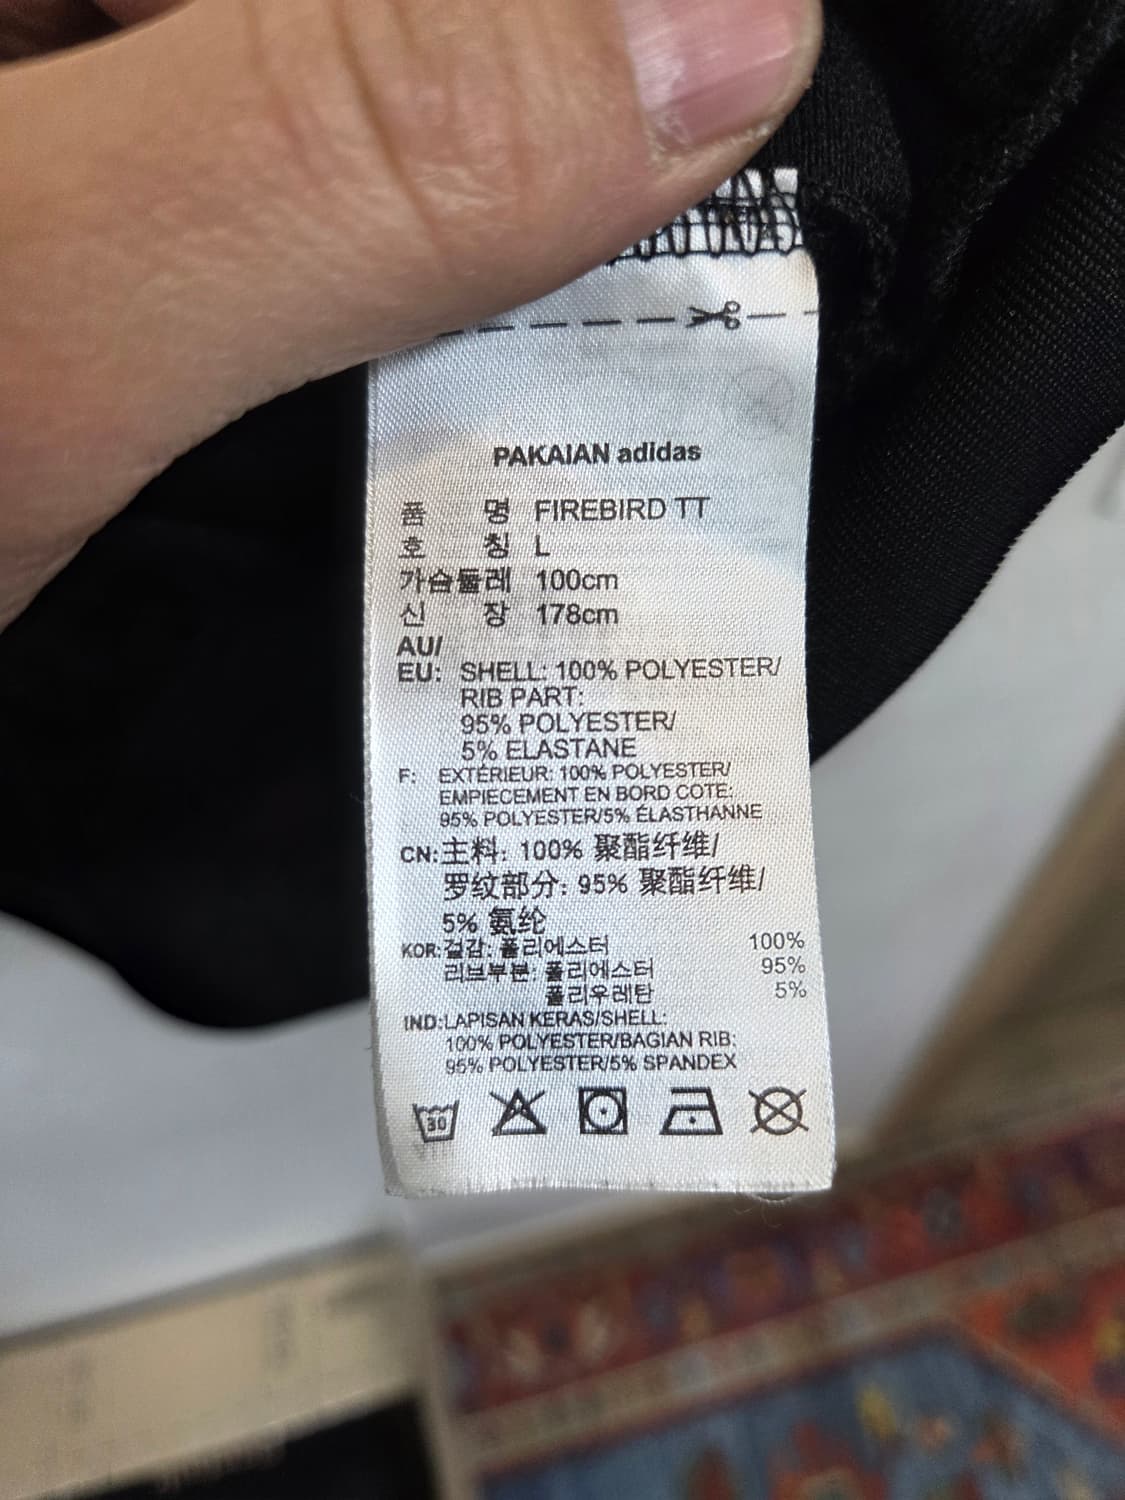 PAKAIAN adidas
품 명 FIREBIRD TT
호 칭 L
가슴둘레 100cm
신 장 178cm
AU/
EU: SHELL: 100% POLYESTER/
RIB PART:
95% POLYESTER/
5% ELASTANE
F: EXTÉRIEUR: 100% POLYESTER/
EMPIECEMENT EN BORD COTE:
95% POLYESTER/5% ÉLASTHANNE
CN: 主料: 100% 聚酯纤维/
罗纹部分: 95% 聚酯纤维/
5% 氨纶
KOR: 겉감: 폴리에스터 100%
리브부분: 폴리에스터 95%
폴리우레탄 5%
IND: LAPISAN KERAS/SHELL:
100% POLYESTER/BAGIAN RIB:
95% POLYESTER/5% SPANDEX
30